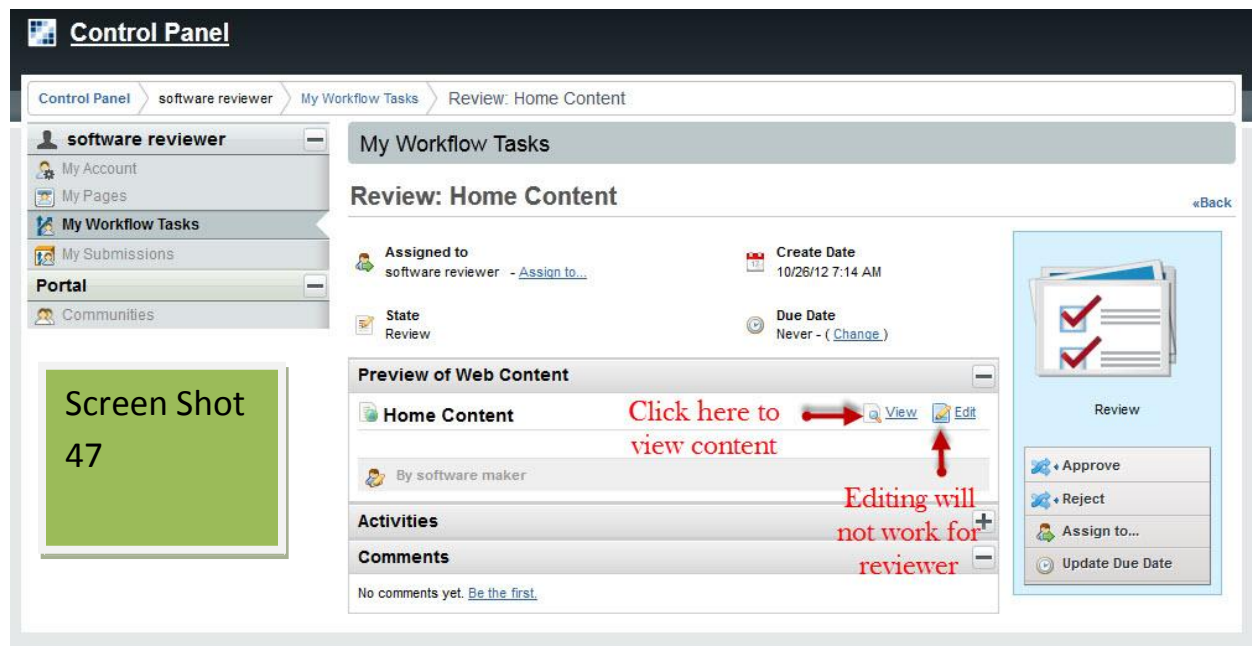 Control Panel
Control Panel software reviewer My Workflow Tasks Review: Home Content
software reviewer
My Account
My Pages
My Workflow Tasks
My Submissions
Portal
Communities
Screen Shot
47
My Workflow Tasks
Review: Home Content
«Back
Assigned to
software reviewer - Assign to...
Create Date
10/26/12 7:14 AM
State
Review
Due Date
Never - ( Change )
Preview of Web Content
Home Content
View Edit
Click here to
view content
By software maker
Editing will
not work for
reviewer
Activities
Comments
No comments yet. Be the first.
Review
Approve
Reject
Assign to...
Update Due Date